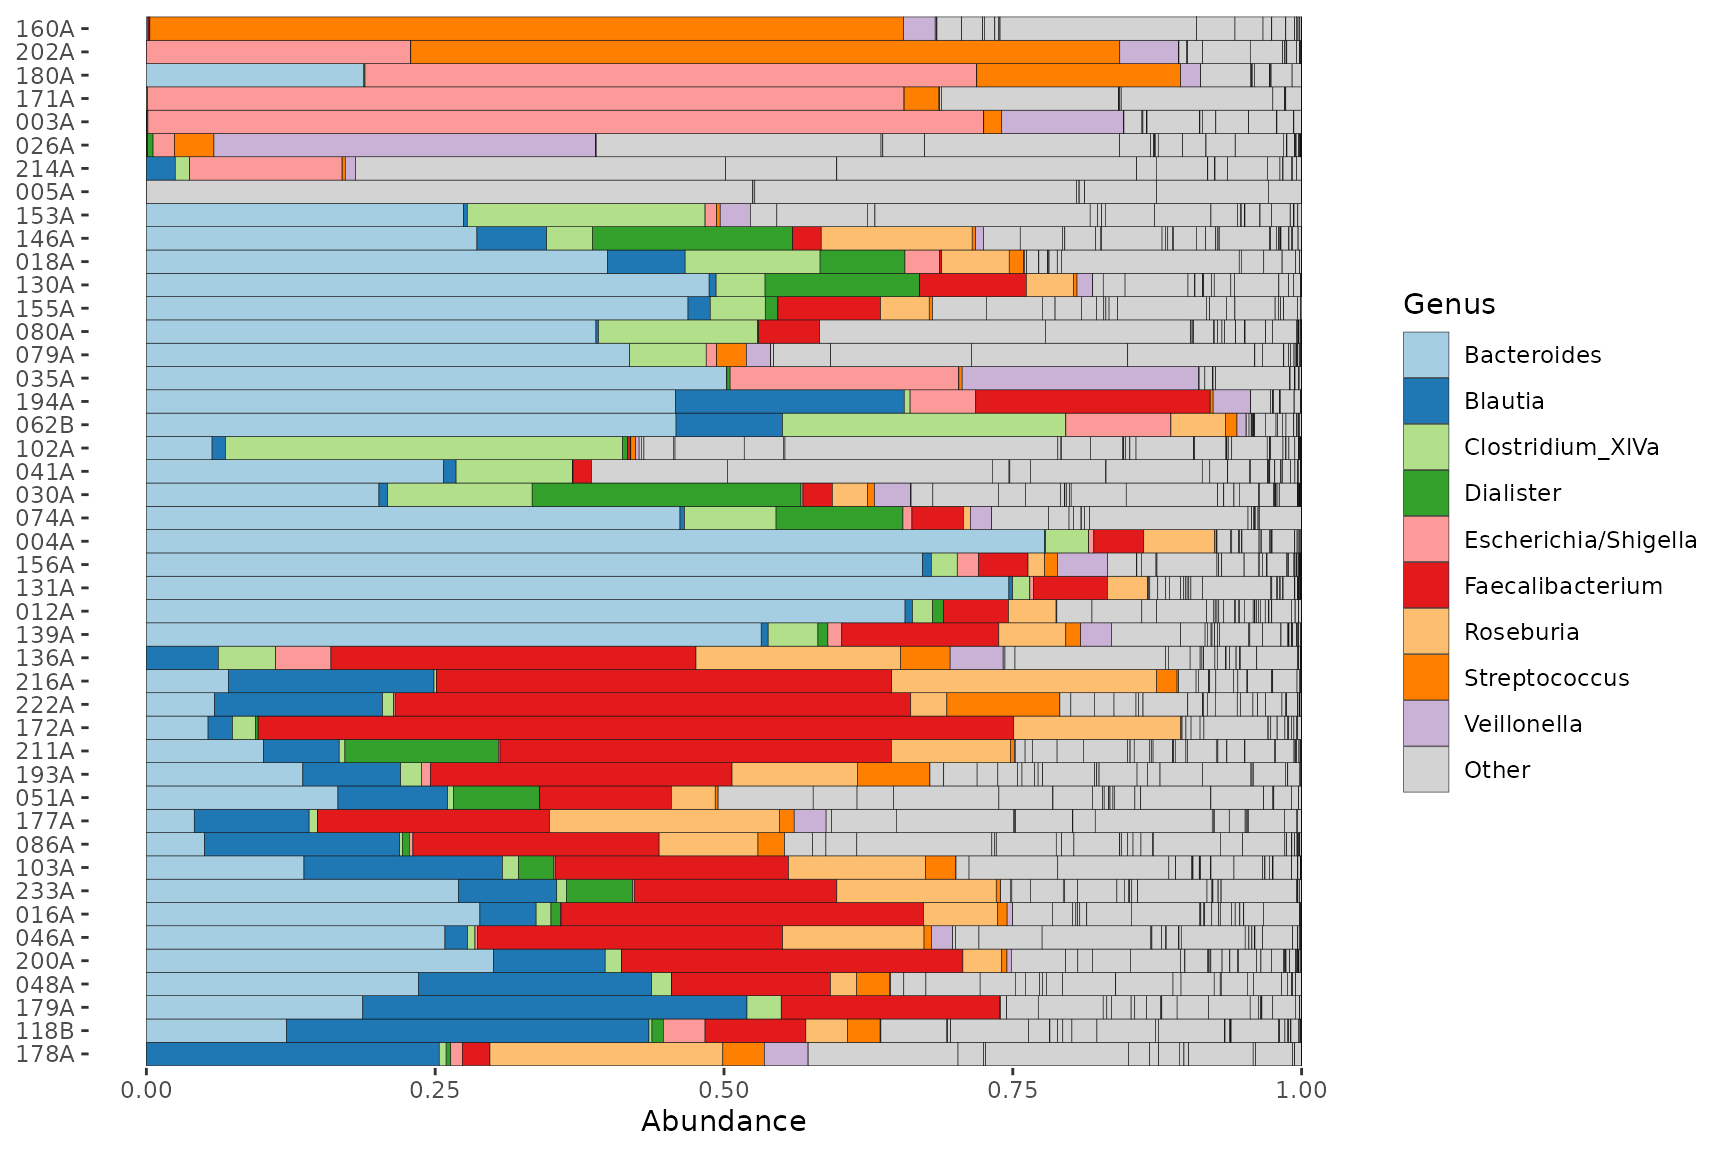 160A
202A
180A
171A
003A
026A
214A
005A
153A
146A
018A
130A
155A
080A
079A
035A
194A
062B
102A
041A
030A
074A
004A
156A
131A
012A
139A
136A
216A
222A
172A
211A
193A
051A
177A
086A
103A
233A
016A
046A
200A
048A
179A
118B
178A
0.00 0.25 0.50 0.75 1.00
Abundance
Genus
Bacteroides
Blautia
Clostridium_XlVa
Dialister
Escherichia/Shigella
Faecalibacterium
Roseburia
Streptococcus
Veillonella
Other